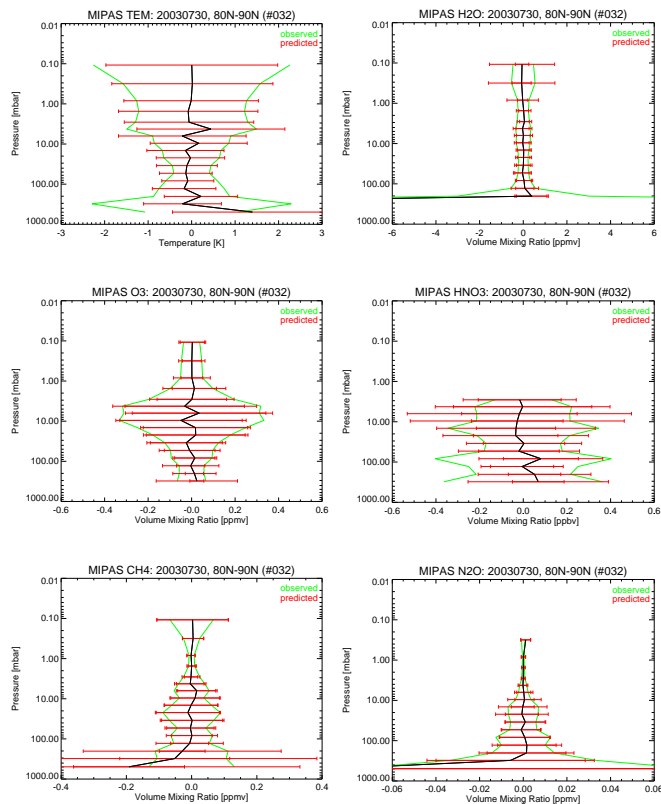 MIPAS TEM: 20030730, 80N-90N (#032)
observed
predicted
Pressure [mbar]
0.01
0.10
1.00
10.00
100.00
1000.00
-3 -2 -1 0 1 2 3
Temperature [K]
MIPAS H2O: 20030730, 80N-90N (#032)
observed
predicted
Pressure [mbar]
0.01
0.10
1.00
10.00
100.00
1000.00
-6 -4 -2 0 2 4 6
Volume Mixing Ratio [ppmv]
MIPAS O3: 20030730, 80N-90N (#032)
observed
predicted
Pressure [mbar]
0.01
0.10
1.00
10.00
100.00
1000.00
-0.6 -0.4 -0.2 0.0 0.2 0.4 0.6
Volume Mixing Ratio [ppmv]
MIPAS HNO3: 20030730, 80N-90N (#032)
observed
predicted
Pressure [mbar]
0.01
0.10
1.00
10.00
100.00
1000.00
-0.6 -0.4 -0.2 0.0 0.2 0.4 0.6
Volume Mixing Ratio [ppbv]
MIPAS CH4: 20030730, 80N-90N (#032)
observed
predicted
Pressure [mbar]
0.01
0.10
1.00
10.00
100.00
1000.00
-0.4 -0.2 0.0 0.2 0.4
Volume Mixing Ratio [ppmv]
MIPAS N2O: 20030730, 80N-90N (#032)
observed
predicted
Pressure [mbar]
0.01
0.10
1.00
10.00
100.00
1000.00
-0.06 -0.04 -0.02 0.00 0.02 0.04 0.06
Volume Mixing Ratio [ppmv]